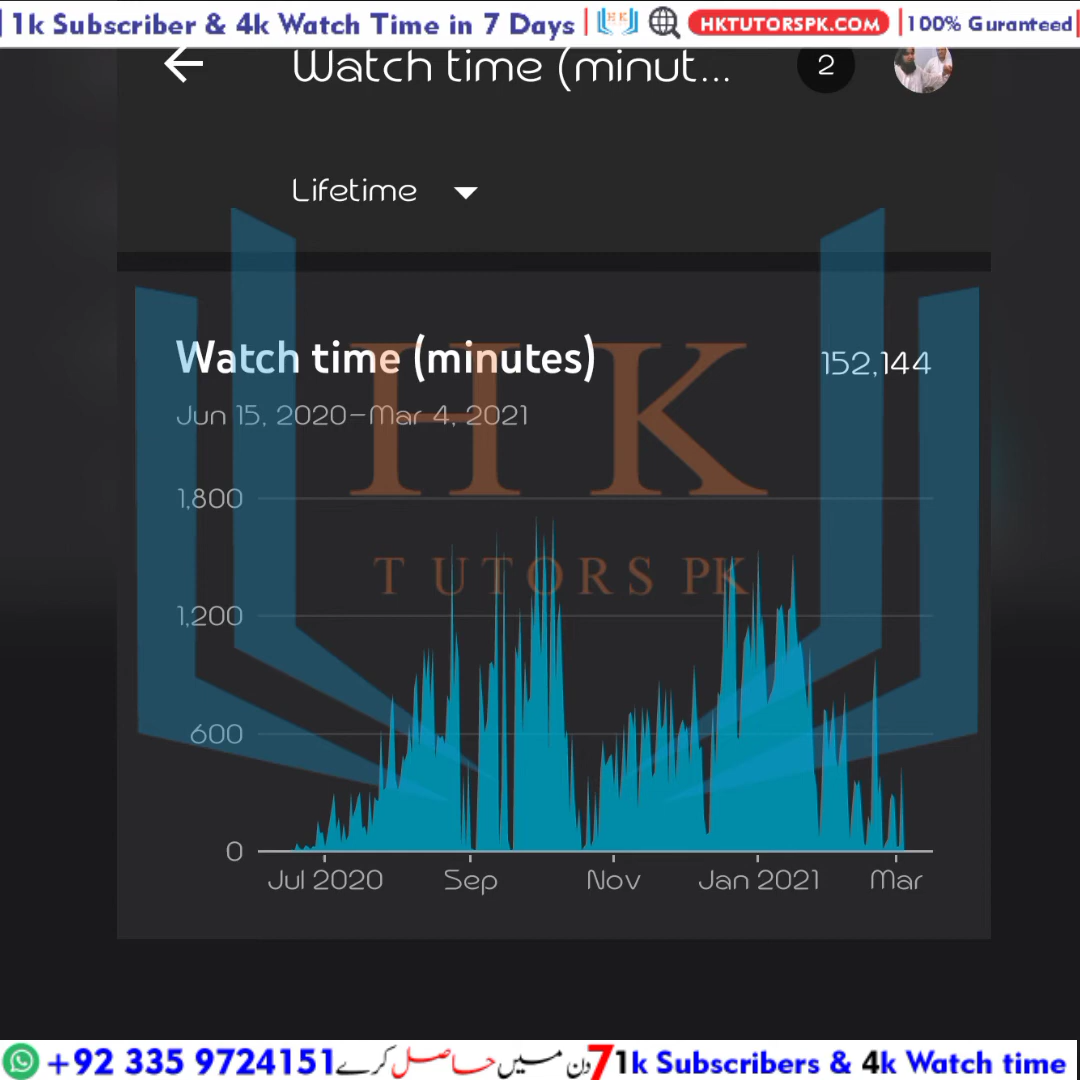 | 1k Subscriber & 4k Watch Time in 7 Days | HK HKTUTORSPK.COM | 100% Guranteed |
Watch time (minut... 2
Lifetime
Watch time (minutes) 152,144
Jun 15, 2020–Mar 4, 2021
H K
1,800
TUTORS PK
1,200
600
0
Jul 2020 Sep Nov Jan 2021 Mar
+92 335 9724151 دن میں حاصل کرے 7 1k Subscribers & 4k Watch time